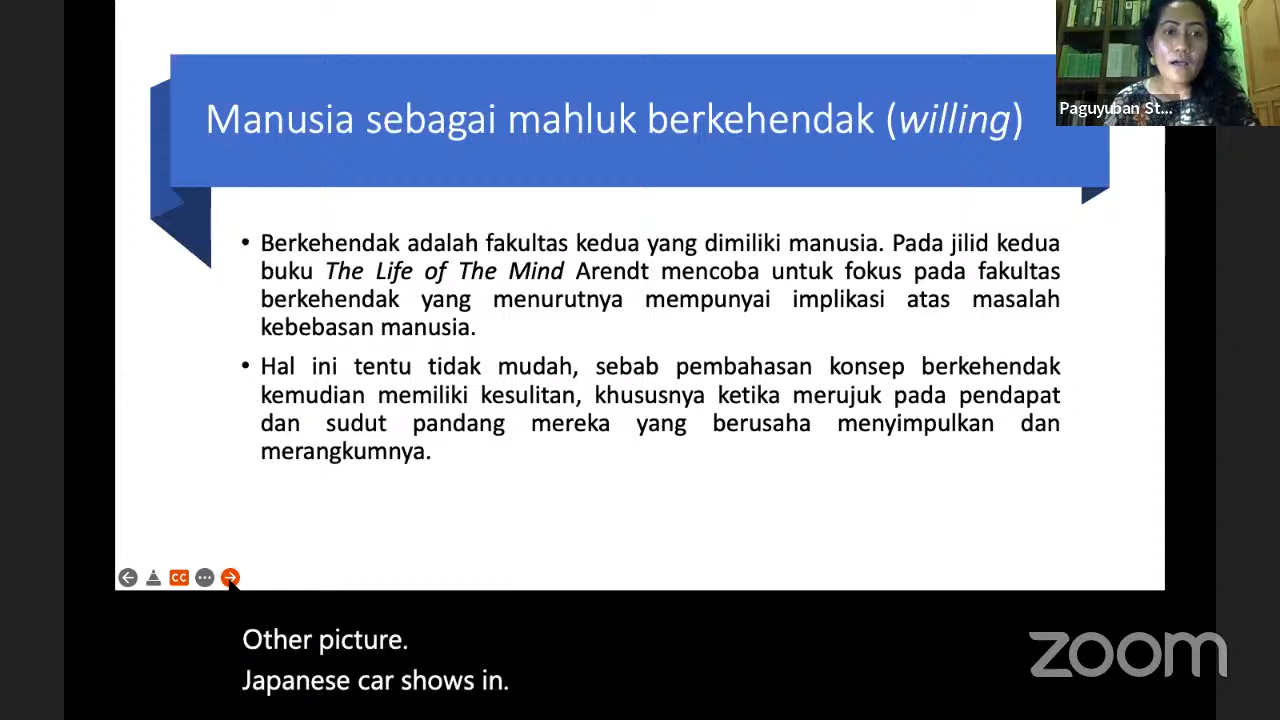 Manusia sebagai mahluk berkehendak (willing)
Paguyuban St...
• Berkehendak adalah fakultas kedua yang dimiliki manusia. Pada jilid kedua
buku The Life of The Mind Arendt mencoba untuk fokus pada fakultas
berkehendak yang menurutnya mempunyai implikasi atas masalah
kebebasan manusia.
• Hal ini tentu tidak mudah, sebab pembahasan konsep berkehendak
kemudian memiliki kesulitan, khususnya ketika merujuk pada pendapat
dan sudut pandang mereka yang berusaha menyimpulkan dan
merangkumnya.
CC
Other picture.
Japanese car shows in.
zoom